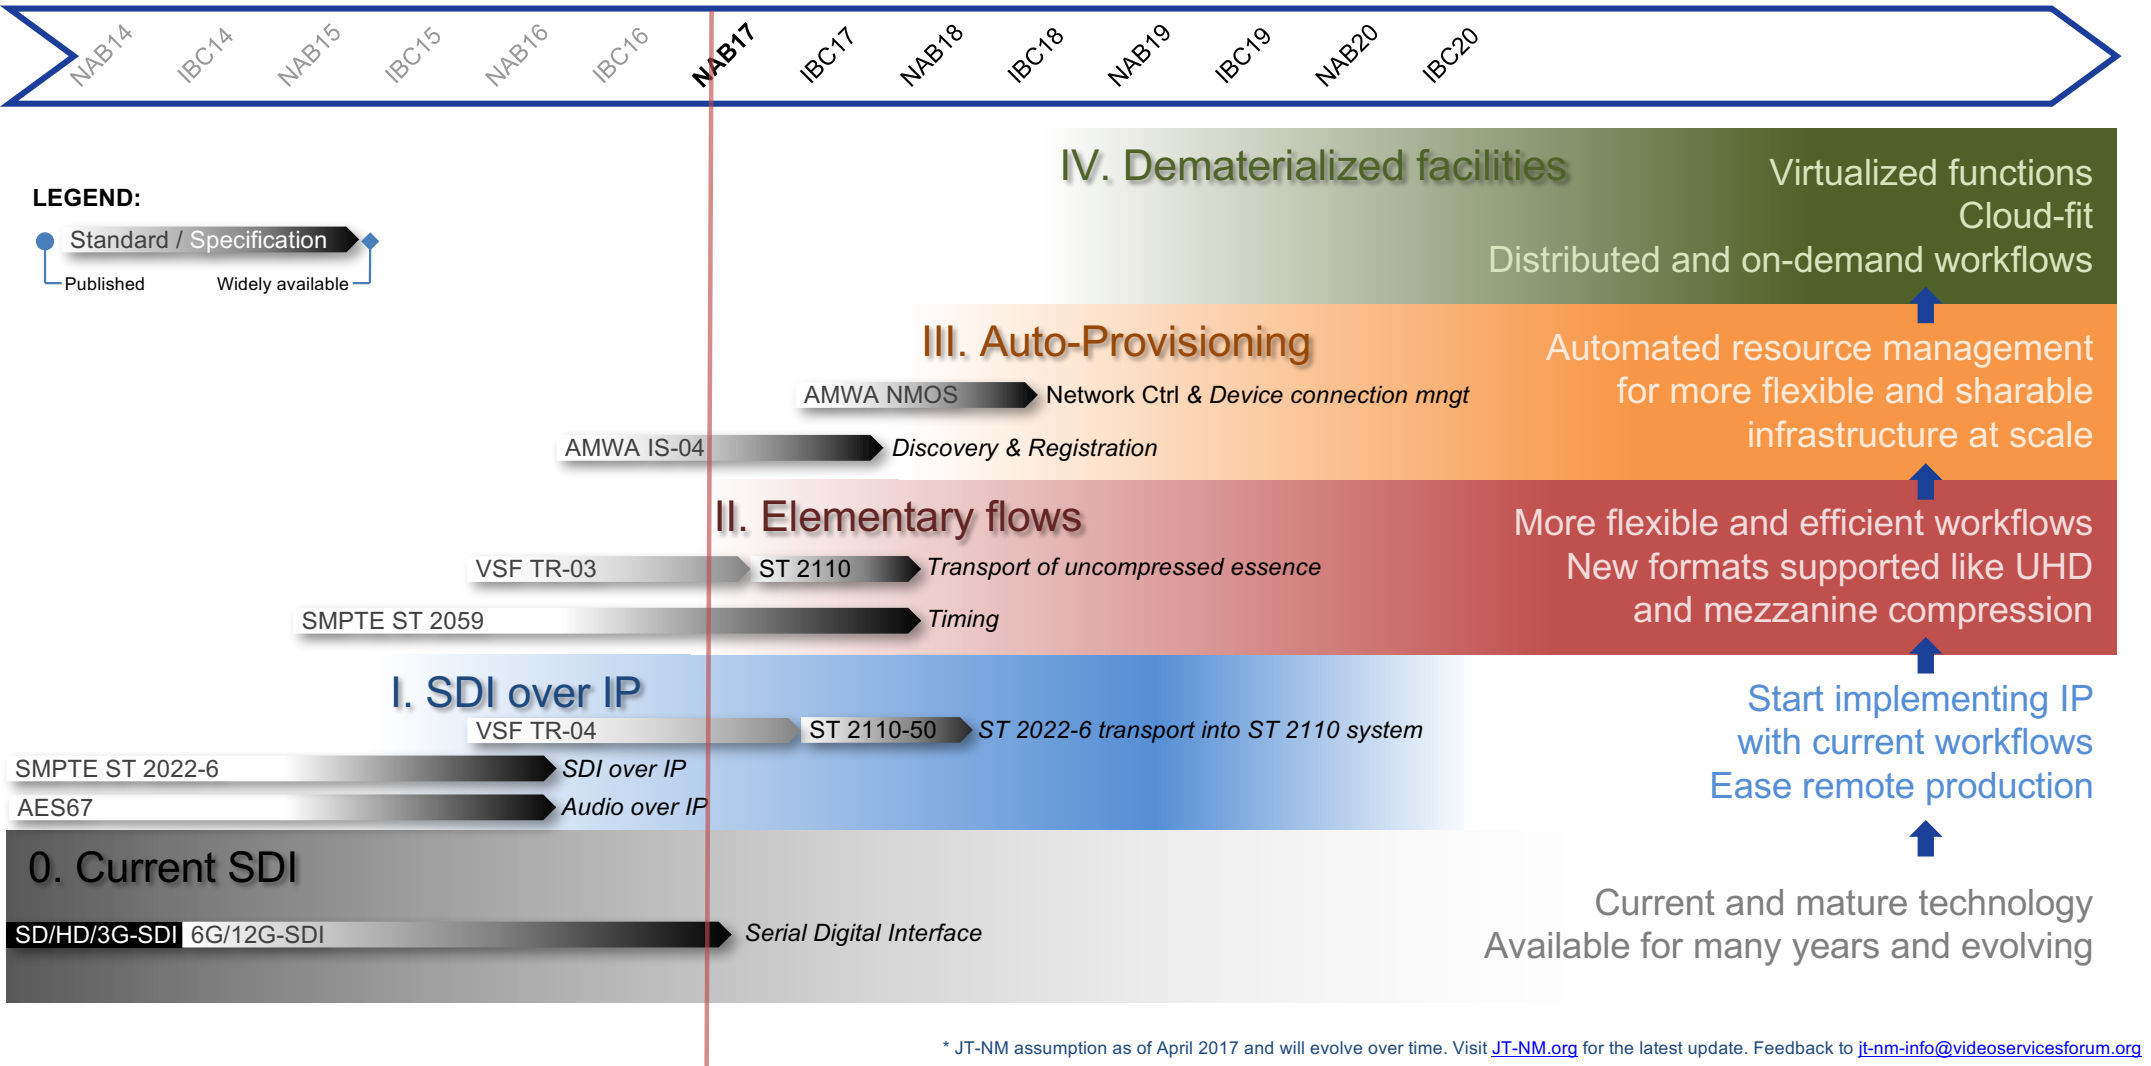 NAB14 IBC14 NAB15 IBC15 NAB16 IBC16 NAB17 IBC17 NAB18 IBC18 NAB19 IBC19 NAB20 IBC20
LEGEND:
Standard / Specification
Published Widely available
IV. Dematerialized facilities
Virtualized functions
Cloud-fit
Distributed and on-demand workflows
III. Auto-Provisioning
AMWA NMOS Network Ctrl & Device connection mngt
AMWA IS-04 Discovery & Registration
Automated resource management
for more flexible and sharable
infrastructure at scale
II. Elementary flows
VSF TR-03 ST 2110 Transport of uncompressed essence
SMPTE ST 2059 Timing
More flexible and efficient workflows
New formats supported like UHD
and mezzanine compression
I. SDI over IP
VSF TR-04 ST 2110-50 ST 2022-6 transport into ST 2110 system
SMPTE ST 2022-6 SDI over IP
AES67 Audio over IP
Start implementing IP
with current workflows
Ease remote production
0. Current SDI
SD/HD/3G-SDI 6G/12G-SDI Serial Digital Interface
Current and mature technology
Available for many years and evolving
* JT-NM assumption as of April 2017 and will evolve over time. Visit JT-NM.org for the latest update. Feedback to jt-nm-info@videoservicesforum.org